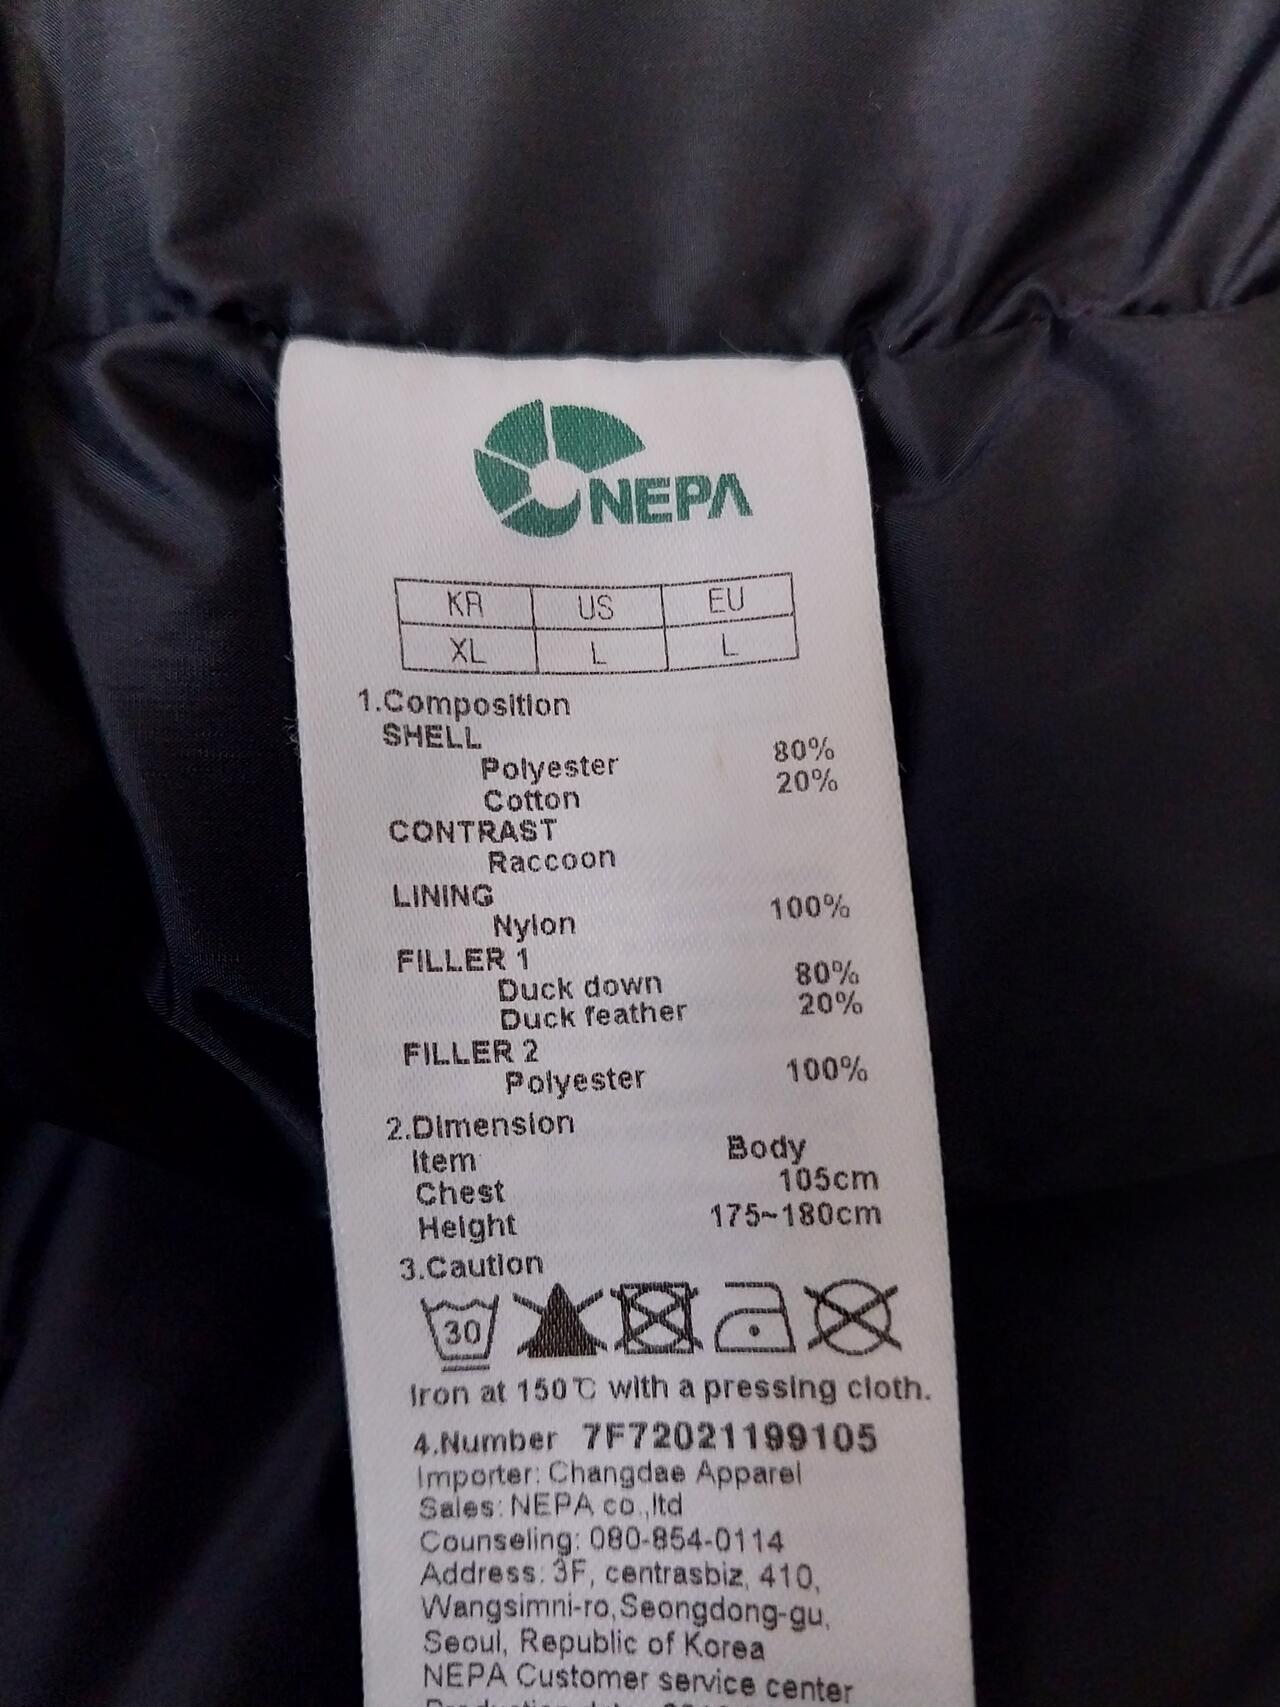 NEPA
KR US EU
XL L L
1.Composition
SHELL
Polyester 80%
Cotton 20%
CONTRAST
Raccoon
LINING
Nylon 100%
FILLER 1
Duck down 80%
Duck feather 20%
FILLER 2
Polyester 100%
2.Dimension
Item Body
Chest 105cm
Height 175~180cm
3.Caution
30
Iron at 150℃ with a pressing cloth.
4.Number 7F72021199105
Importer: Changdae Apparel
Sales: NEPA co.,ltd
Counseling: 080-854-0114
Address: 3F, centrasbiz, 410,
Wangsimni-ro,Seongdong-gu,
Seoul, Republic of Korea
NEPA Customer service center